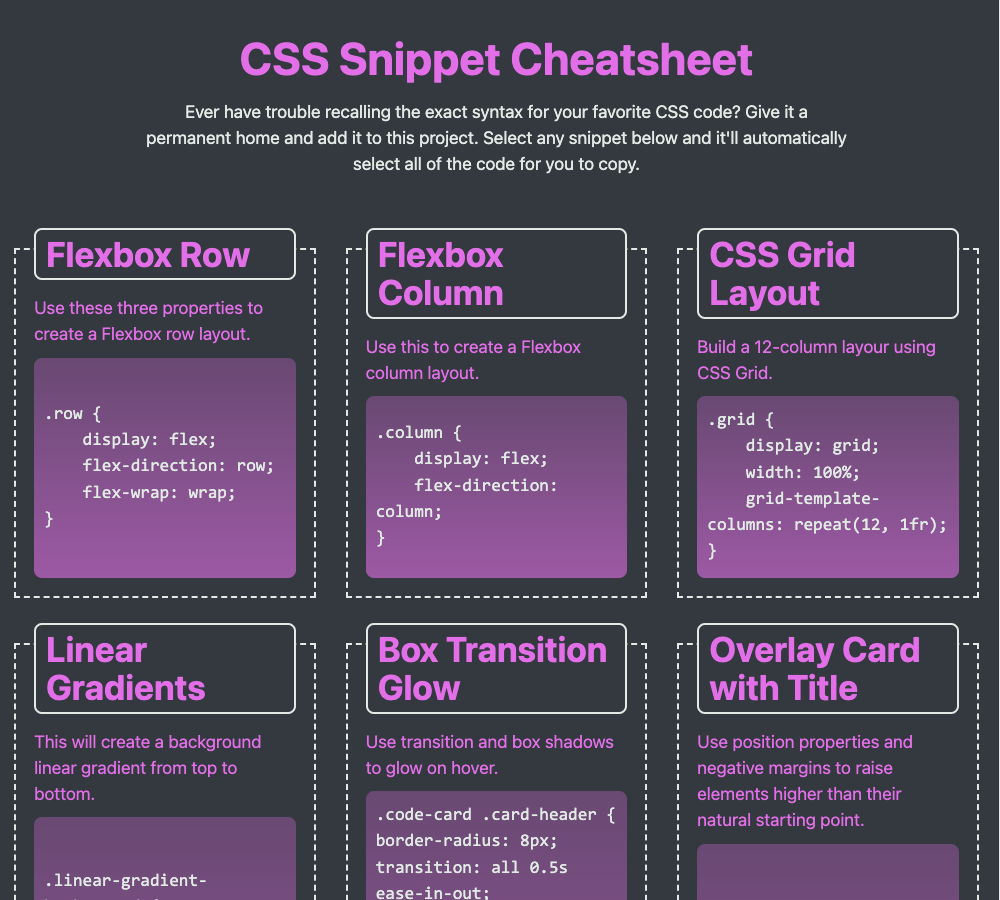 CSS Snippet Cheatsheet
Ever have trouble recalling the exact syntax for your favorite CSS code? Give it a
permanent home and add it to this project. Select any snippet below and it'll automatically
select all of the code for you to copy.
Flexbox Row
Use these three properties to
create a Flexbox row layout.
.row {
    display: flex;
    flex-direction: row;
    flex-wrap: wrap;
}
Flexbox
Column
Use this to create a Flexbox
column layout.
.column {
    display: flex;
    flex-direction:
column;
}
CSS Grid
Layout
Build a 12-column layour using
CSS Grid.
.grid {
    display: grid;
    width: 100%;
    grid-template-
columns: repeat(12, 1fr);
}
Linear
Gradients
This will create a background
linear gradient from top to
bottom.
.linear-gradient-
Box Transition
Glow
Use transition and box shadows
to glow on hover.
.code-card .card-header {
border-radius: 8px;
transition: all 0.5s
ease-in-out;
Overlay Card
with Title
Use position properties and
negative margins to raise
elements higher than their
natural starting point.